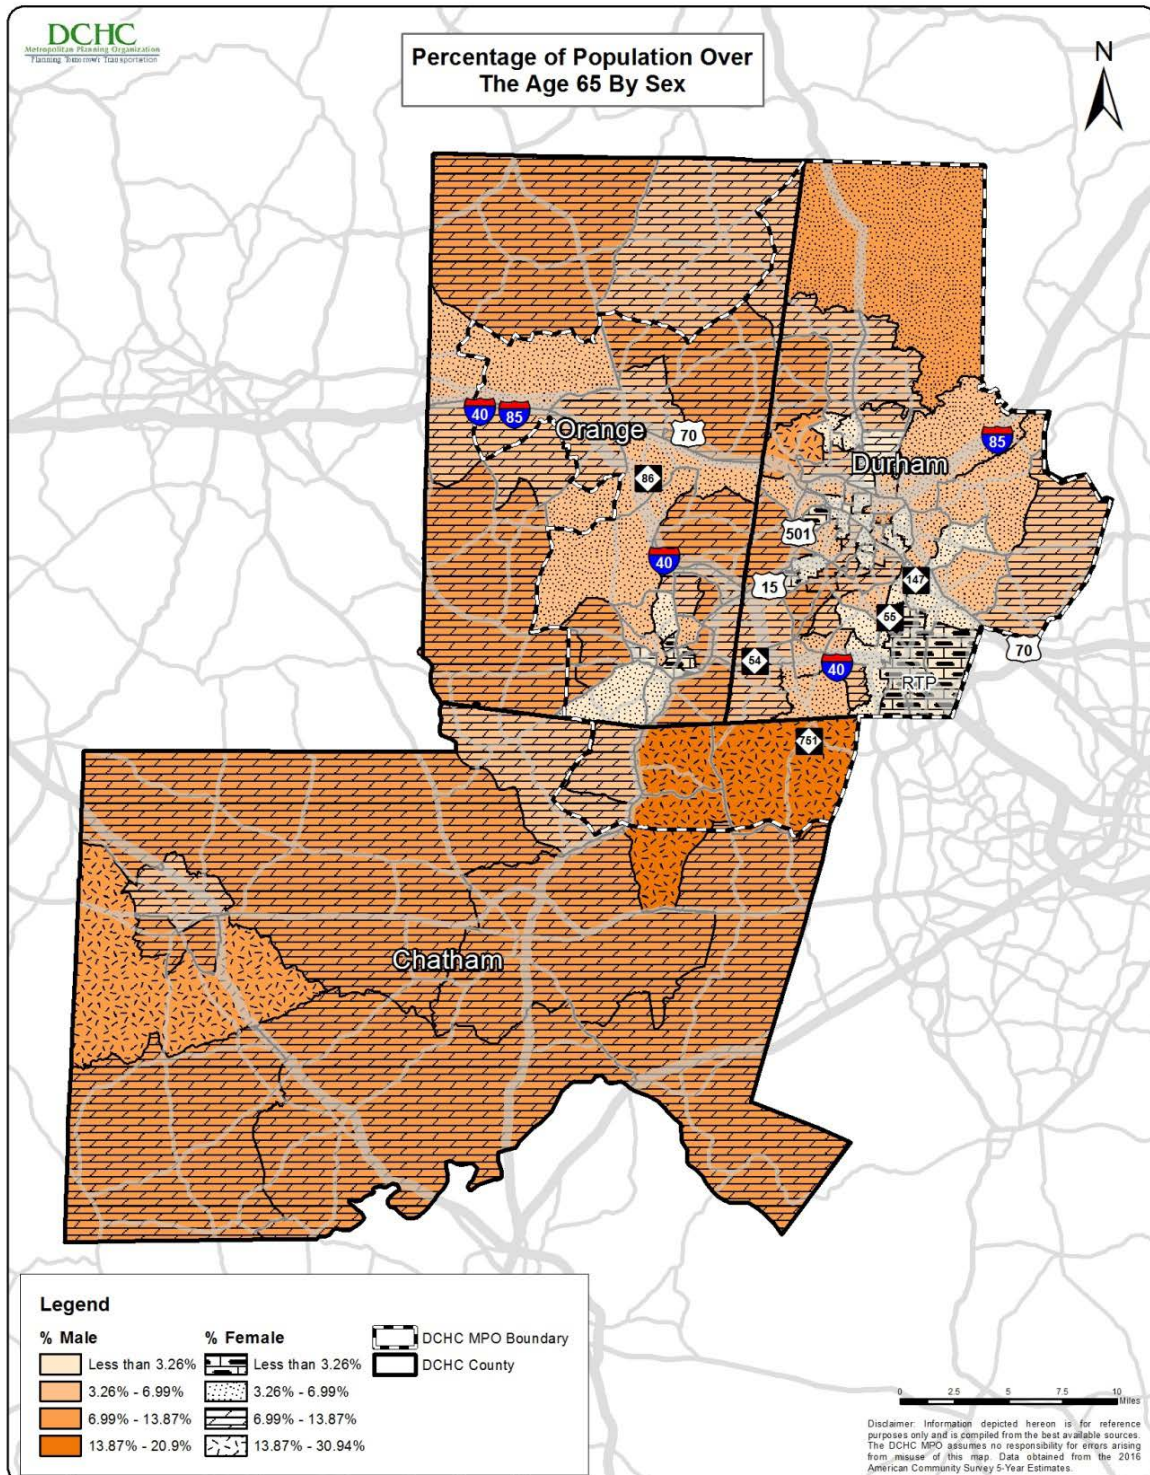 DCHC
Metropolitan Planning Organization
Planning Tomorrow's Transportation
Percentage of Population Over
The Age 65 By Sex
N
40
85
Orange
70
86
Durham
85
501
40
15
147
55
54
40
RTP
70
751
Chatham
Legend
% Male
% Female
Less than 3.26%
Less than 3.26%
DCHC MPO Boundary
3.26% - 6.99%
3.26% - 6.99%
DCHC County
6.99% - 13.87%
6.99% - 13.87%
13.87% - 20.9%
13.87% - 30.94%
0 2.5 5 7.5 10
Miles
Disclaimer: Information depicted hereon is for reference
purposes only and is compiled from the best available sources.
The DCHC MPO assumes no responsibility for errors arising
from misuse of this map. Data obtained from the 2016
American Community Survey 5-Year Estimates.